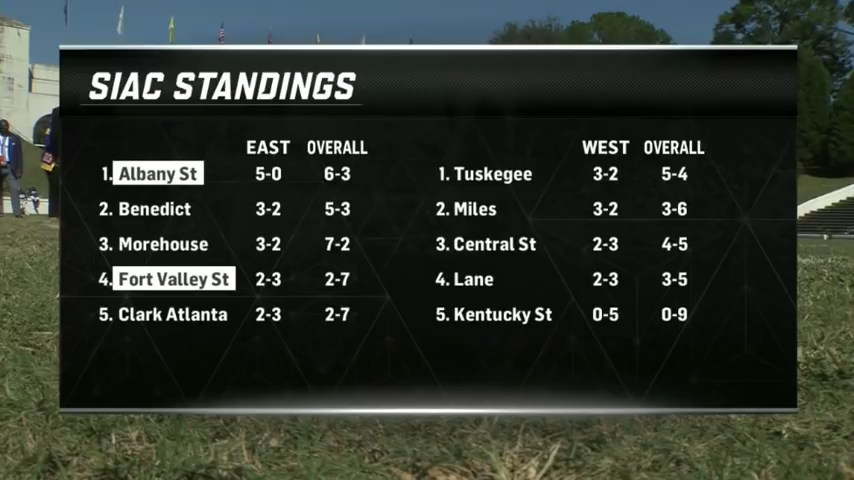 SIAC STANDINGS
EAST OVERALL
1. Albany St 5-0 6-3
2. Benedict 3-2 5-3
3. Morehouse 3-2 7-2
4. Fort Valley St 2-3 2-7
5. Clark Atlanta 2-3 2-7
WEST OVERALL
1. Tuskegee 3-2 5-4
2. Miles 3-2 3-6
3. Central St 2-3 4-5
4. Lane 2-3 3-5
5. Kentucky St 0-5 0-9